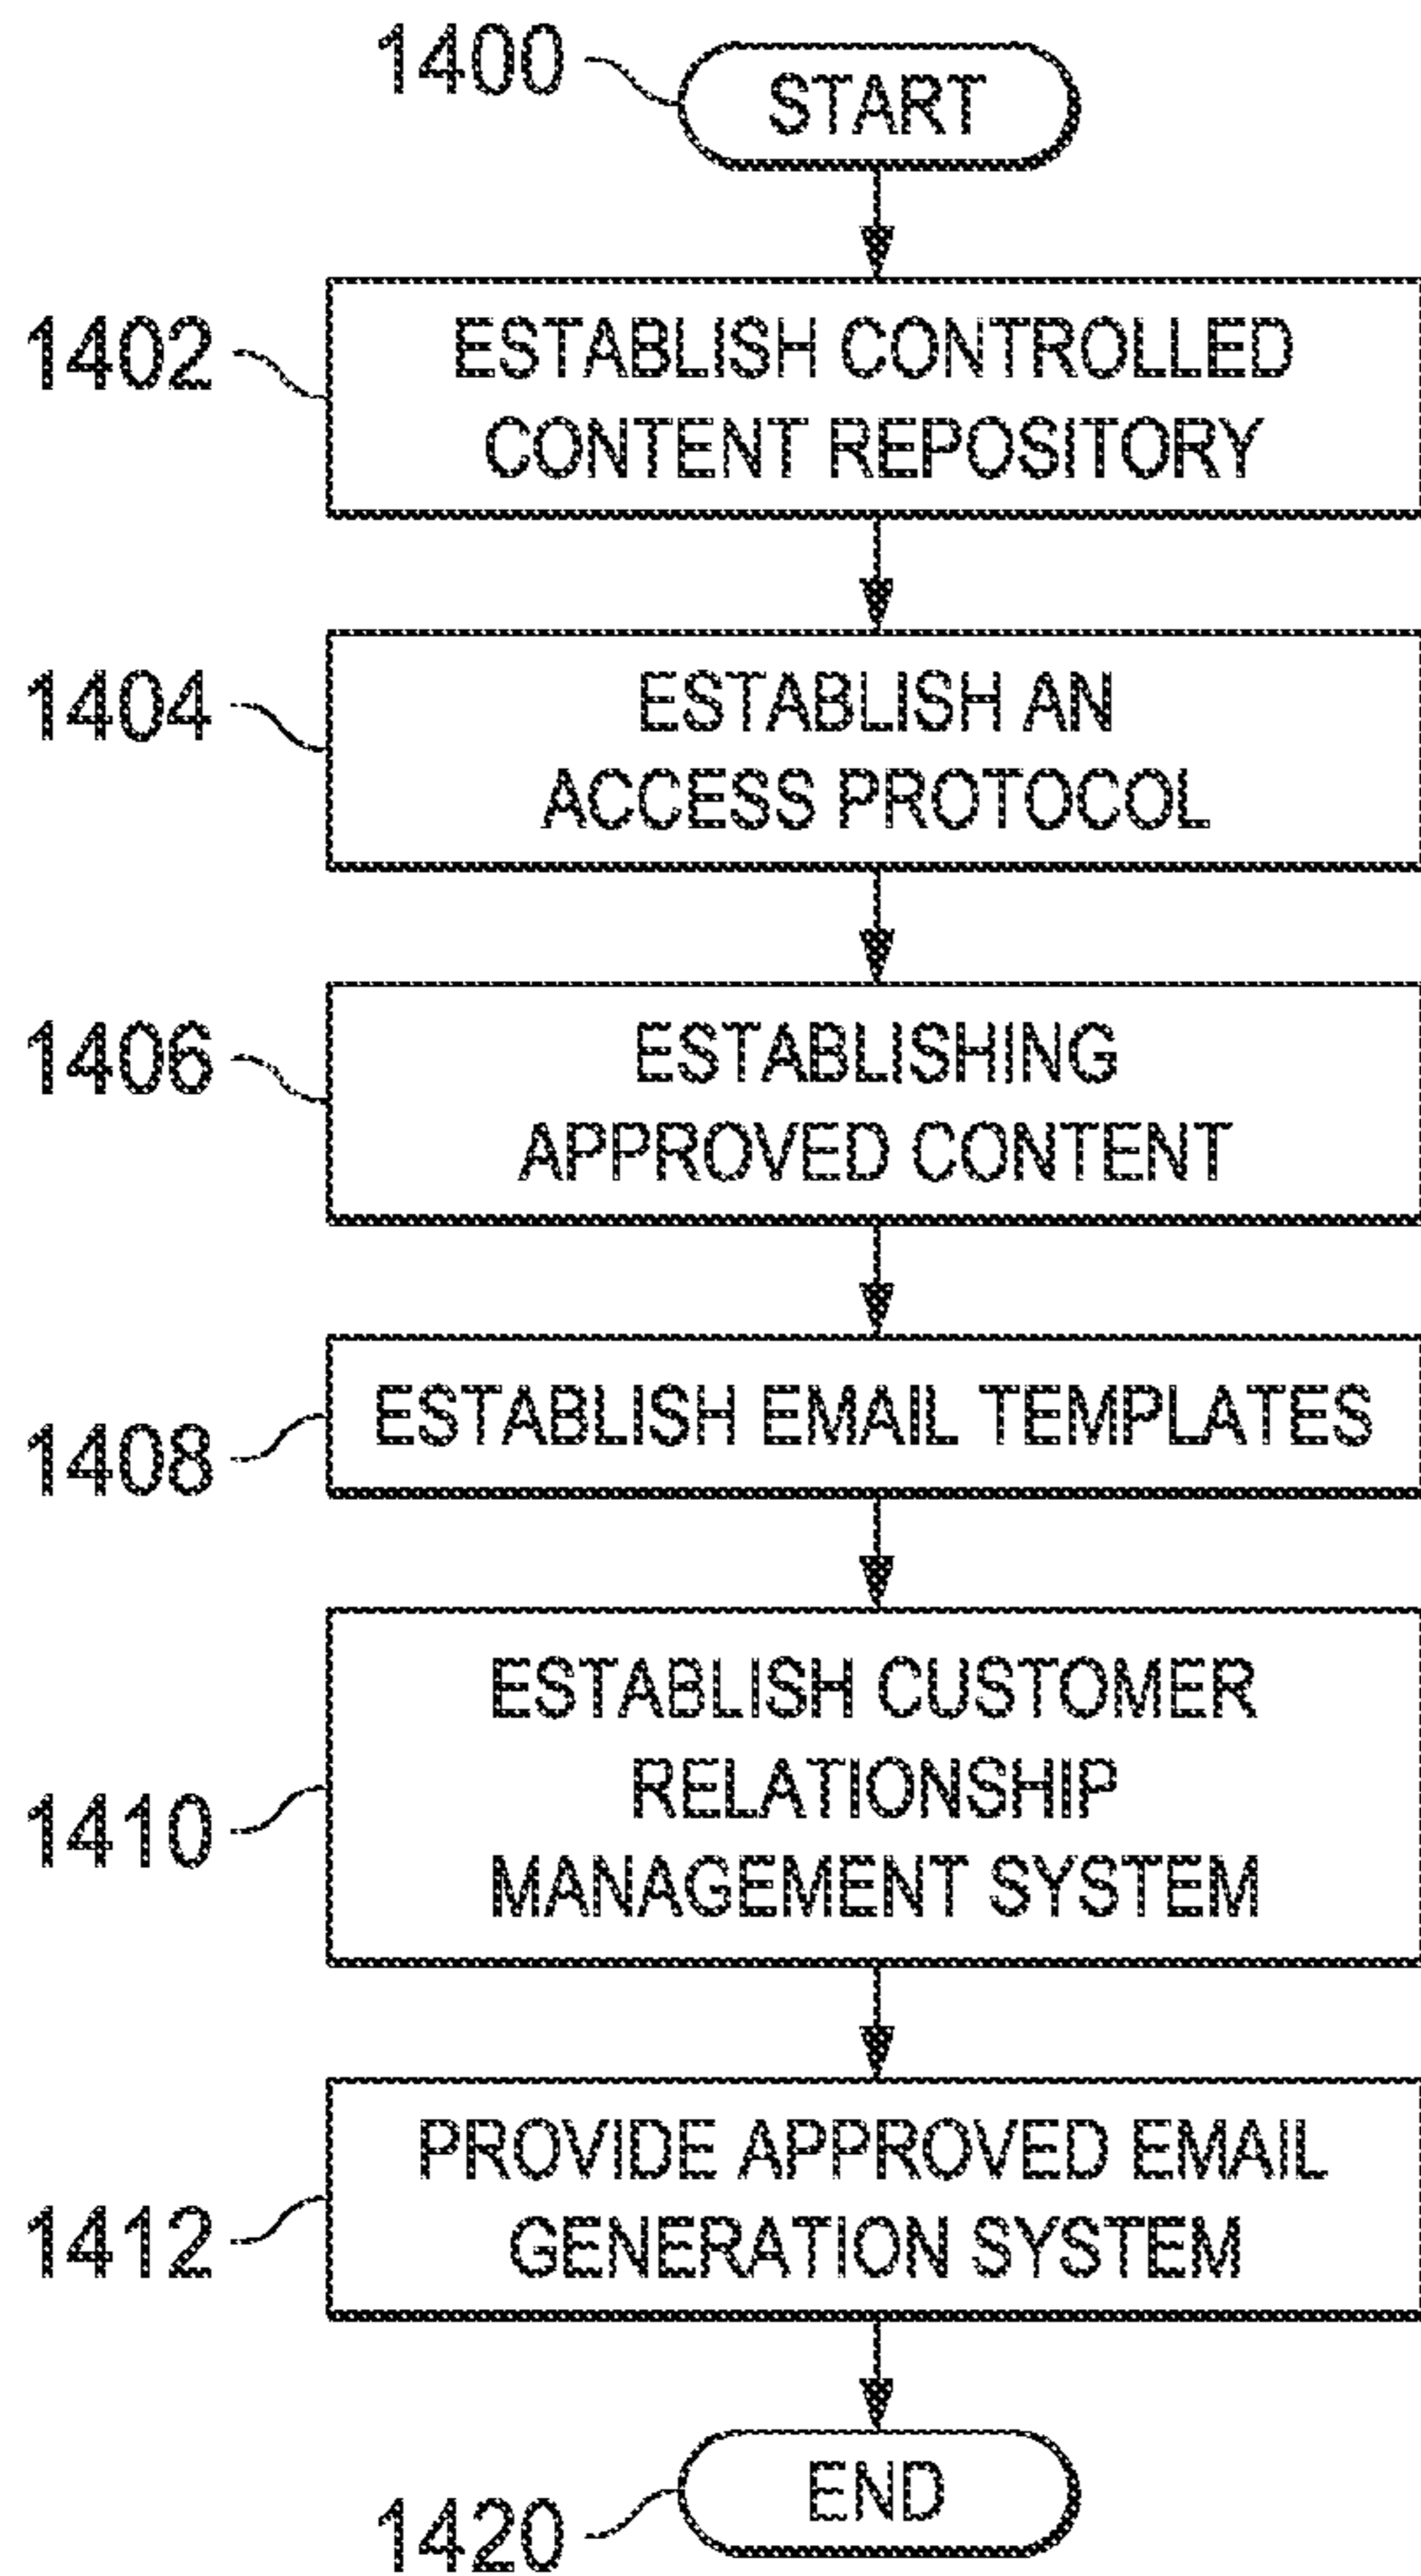 1400
START
1402
ESTABLISH CONTROLLED
CONTENT REPOSITORY
1404
ESTABLISH AN
ACCESS PROTOCOL
1406
ESTABLISHING
APPROVED CONTENT
1408
ESTABLISH EMAIL TEMPLATES
1410
ESTABLISH CUSTOMER
RELATIONSHIP
MANAGEMENT SYSTEM
1412
PROVIDE APPROVED EMAIL
GENERATION SYSTEM
1420
END